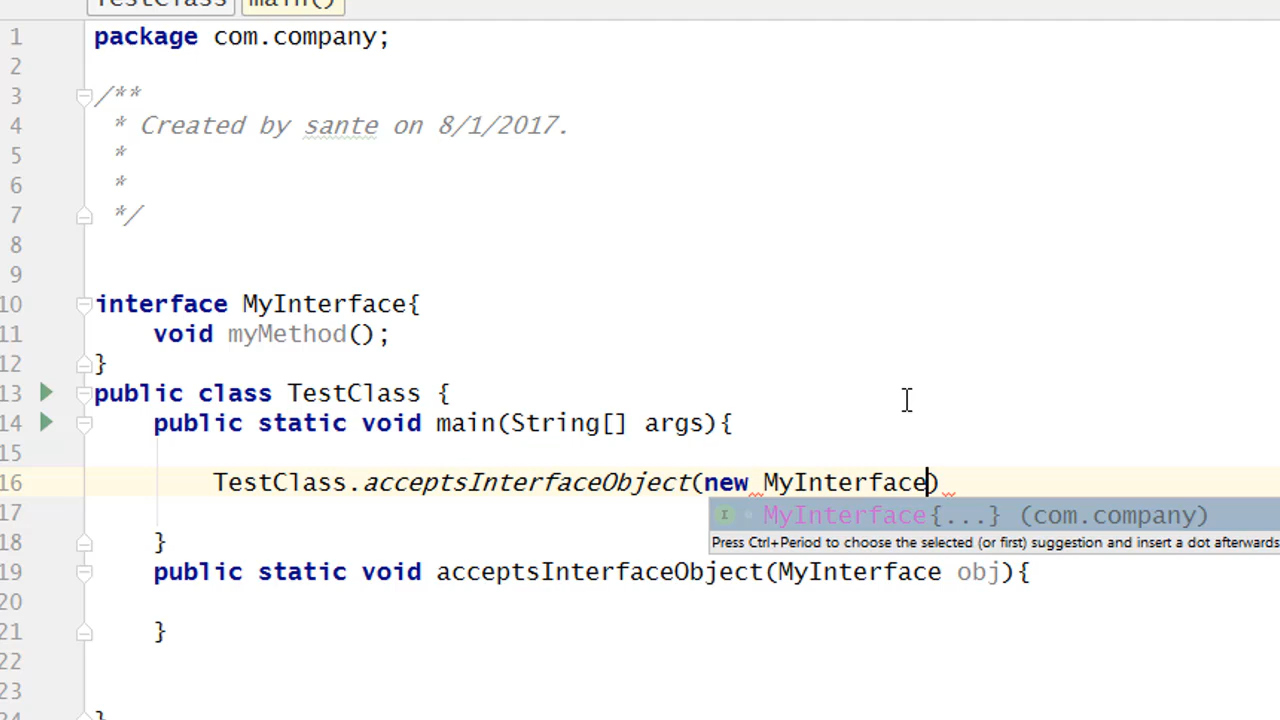 TestClass main()
1 package com.company;
2
3 /**
4 * Created by sante on 8/1/2017.
5 *
6 *
7 */
8
9
10 interface MyInterface{
11 void myMethod();
12 }
13 public class TestClass {
14 public static void main(String[] args){
15
16 TestClass.acceptsInterfaceObject(new MyInterface)
I MyInterface{...} (com.company)
17
Press Ctrl+Period to choose the selected (or first) suggestion and insert a dot afterwards
18 }
19 public static void acceptsInterfaceObject(MyInterface obj){
20
21 }
22
23
24 }